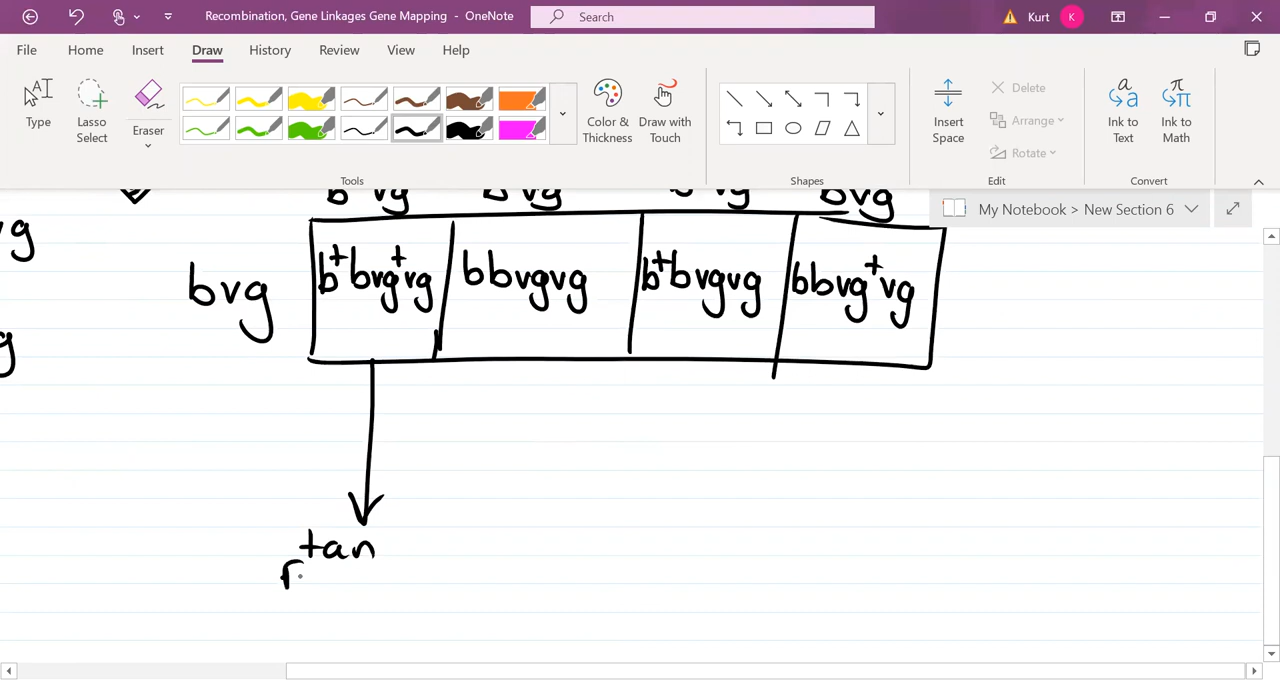 Recombination, Gene Linkages Gene Mapping - OneNote
Search
Kurt
K
File Home Insert Draw History Review View Help
Type
Lasso Select
Eraser
Color & Thickness
Draw with Touch
Insert Space
Delete
Arrange
Rotate
Ink to Text
Ink to Math
Tools
Shapes
Edit
Convert
My Notebook > New Section 6
bvg
bvg
b+bvg+vg
bbvgvg
b+bvgvg
bbvg+vg
tan